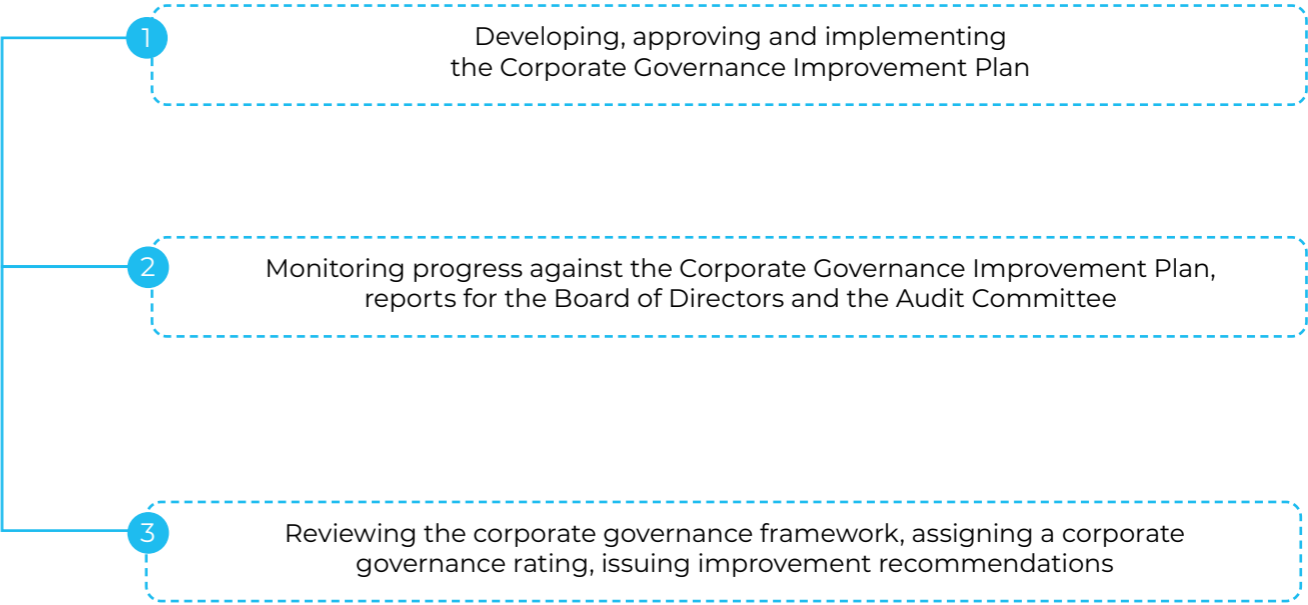 1
Developing, approving and implementing
the Corporate Governance Improvement Plan
2
Monitoring progress against the Corporate Governance Improvement Plan,
reports for the Board of Directors and the Audit Committee
3
Reviewing the corporate governance framework, assigning a corporate
governance rating, issuing improvement recommendations